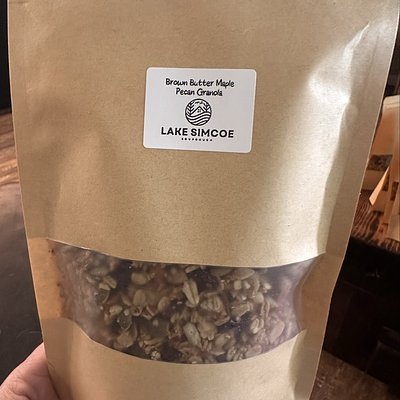 Brown Butter Maple
Pecan Granola
LAKE SIMCOE